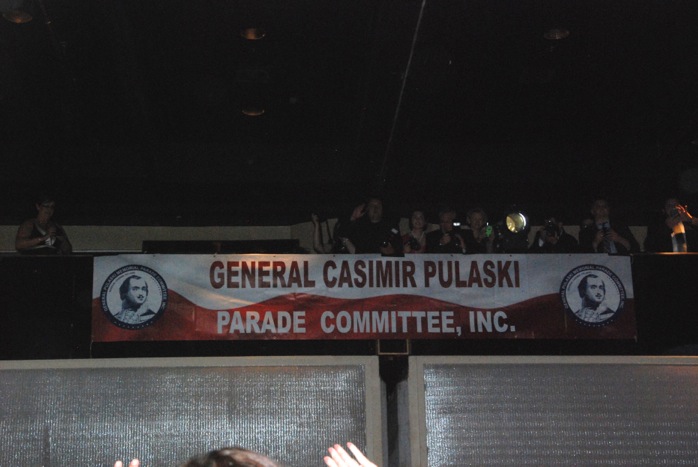 GENERAL CASIMIR PULASKI
PARADE COMMITTEE, INC.